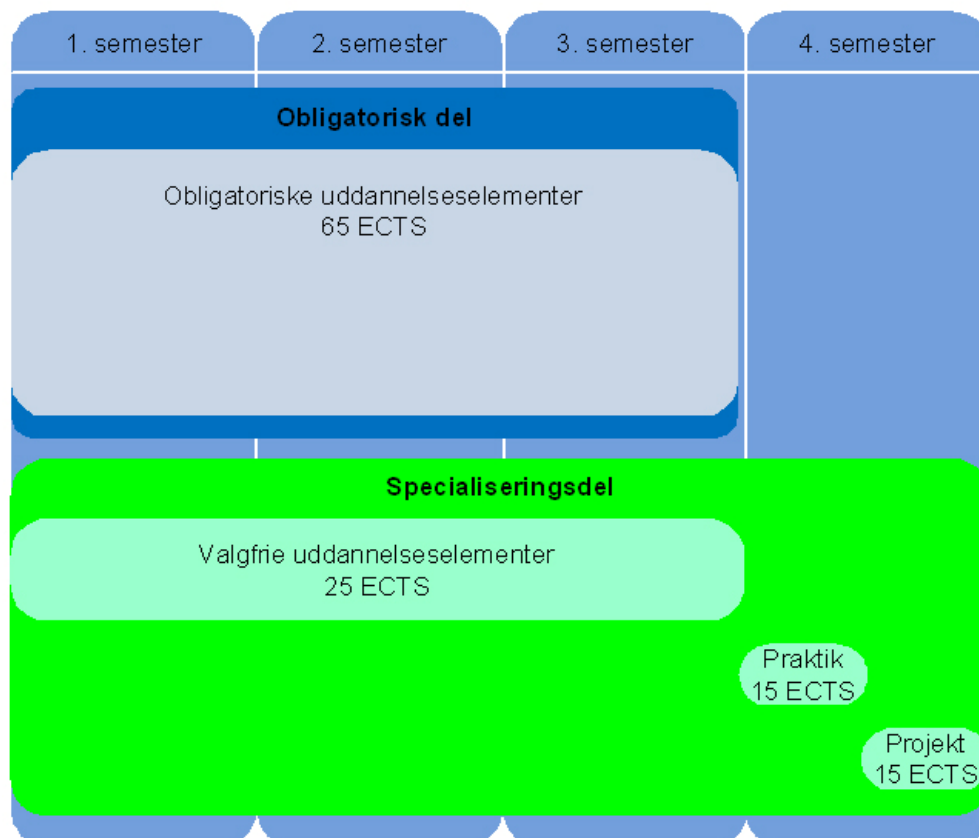 1. semester
2. semester
3. semester
4. semester
Obligatorisk del
Obligatoriske uddannelseselementer
65 ECTS
Specialiseringsdel
Valgfrie uddannelseselementer
25 ECTS
Praktik
15 ECTS
Projekt
15 ECTS